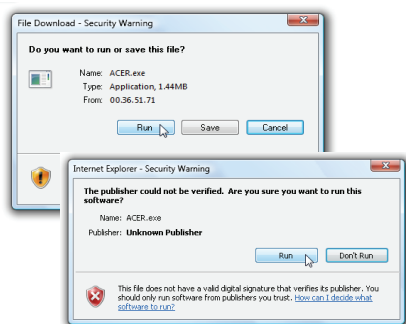 File Download - Security Warning
Do you want to run or save this file?
Name: ACER.exe
Type: Application, 1.44MB
From: 00.36.51.71
Run Save Cancel
Internet Explorer - Security Warning
The publisher could not be verified. Are you sure you want to run this
software?
Name: ACER.exe
Publisher: Unknown Publisher
Run Don't Run
This file does not have a valid digital signature that verifies its publisher. You
should only run software from publishers you trust. How can I decide what
software to run?